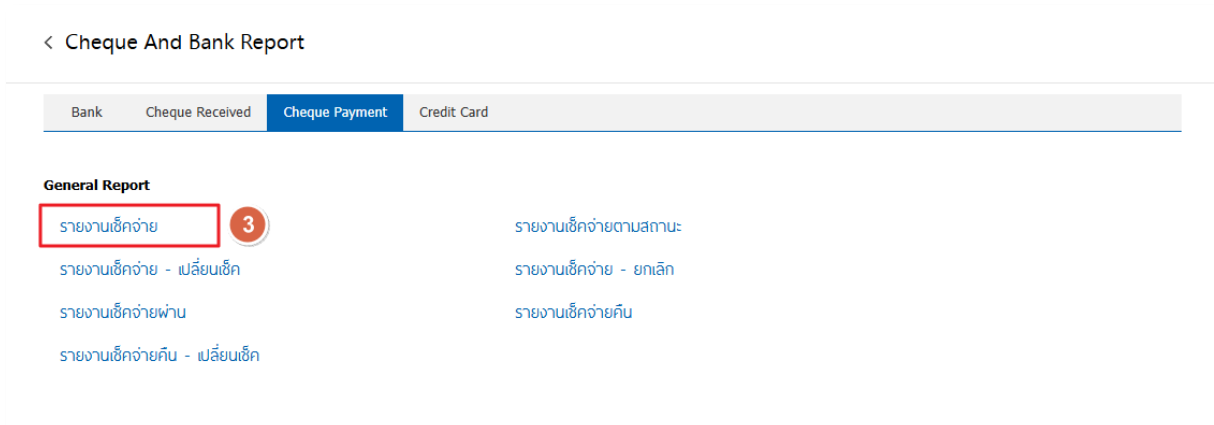 < Cheque And Bank Report
Bank Cheque Received Cheque Payment Credit Card
General Report
รายงานเช็คจ่าย 3 รายงานเช็คจ่ายตามสถานะ
รายงานเช็คจ่าย - เปลี่ยนเช็ค รายงานเช็คจ่าย - ยกเลิก
รายงานเช็คจ่ายผ่าน รายงานเช็คจ่ายคืน
รายงานเช็คจ่ายคืน - เปลี่ยนเช็ค